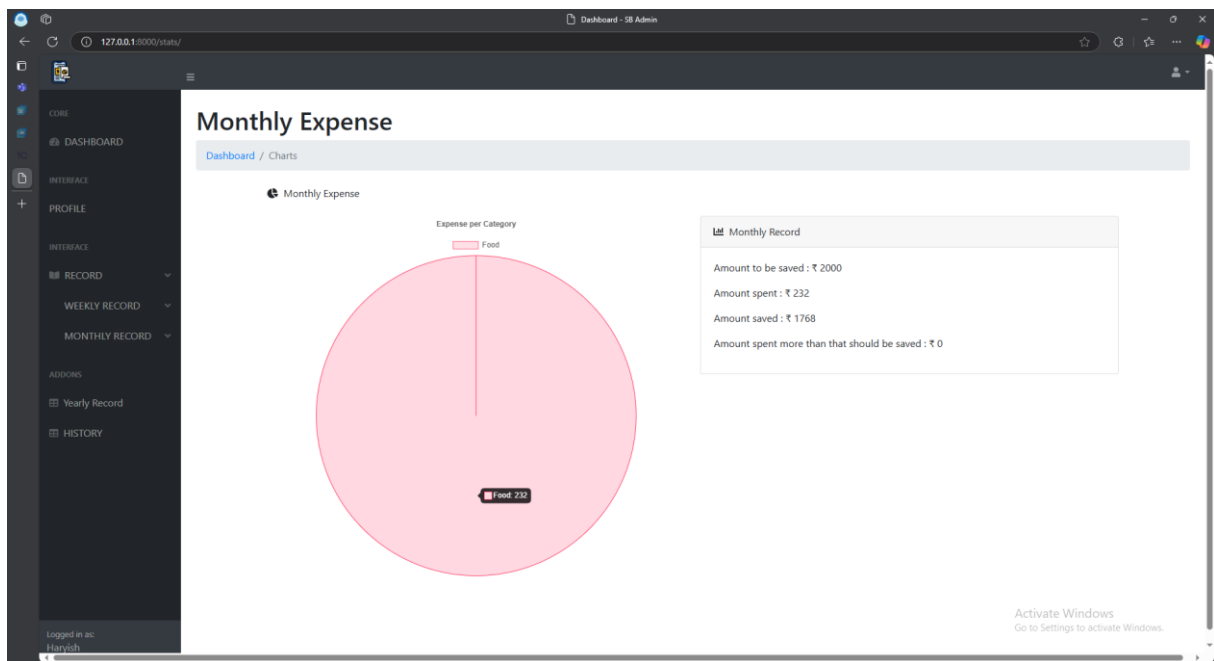 Dashboard - SB Admin
127.0.0.1:8000/stats/
CORE
DASHBOARD
INTERFACE
PROFILE
INTERFACE
RECORD
WEEKLY RECORD
MONTHLY RECORD
ADDONS
Yearly Record
HISTORY
Logged in as:
Haryish
Monthly Expense
Dashboard / Charts
Monthly Expense
Expense per Category
Food
Food: 232
Monthly Record
Amount to be saved : ₹ 2000
Amount spent : ₹ 232
Amount saved : ₹ 1768
Amount spent more than that should be saved : ₹ 0
Activate Windows
Go to Settings to activate Windows.